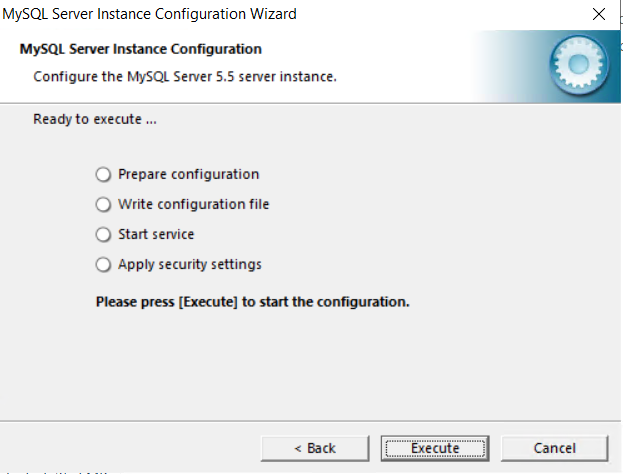 MySQL Server Instance Configuration Wizard
MySQL Server Instance Configuration
Configure the MySQL Server 5.5 server instance.
Ready to execute ...
Prepare configuration
Write configuration file
Start service
Apply security settings
Please press [Execute] to start the configuration.
< Back
Execute
Cancel